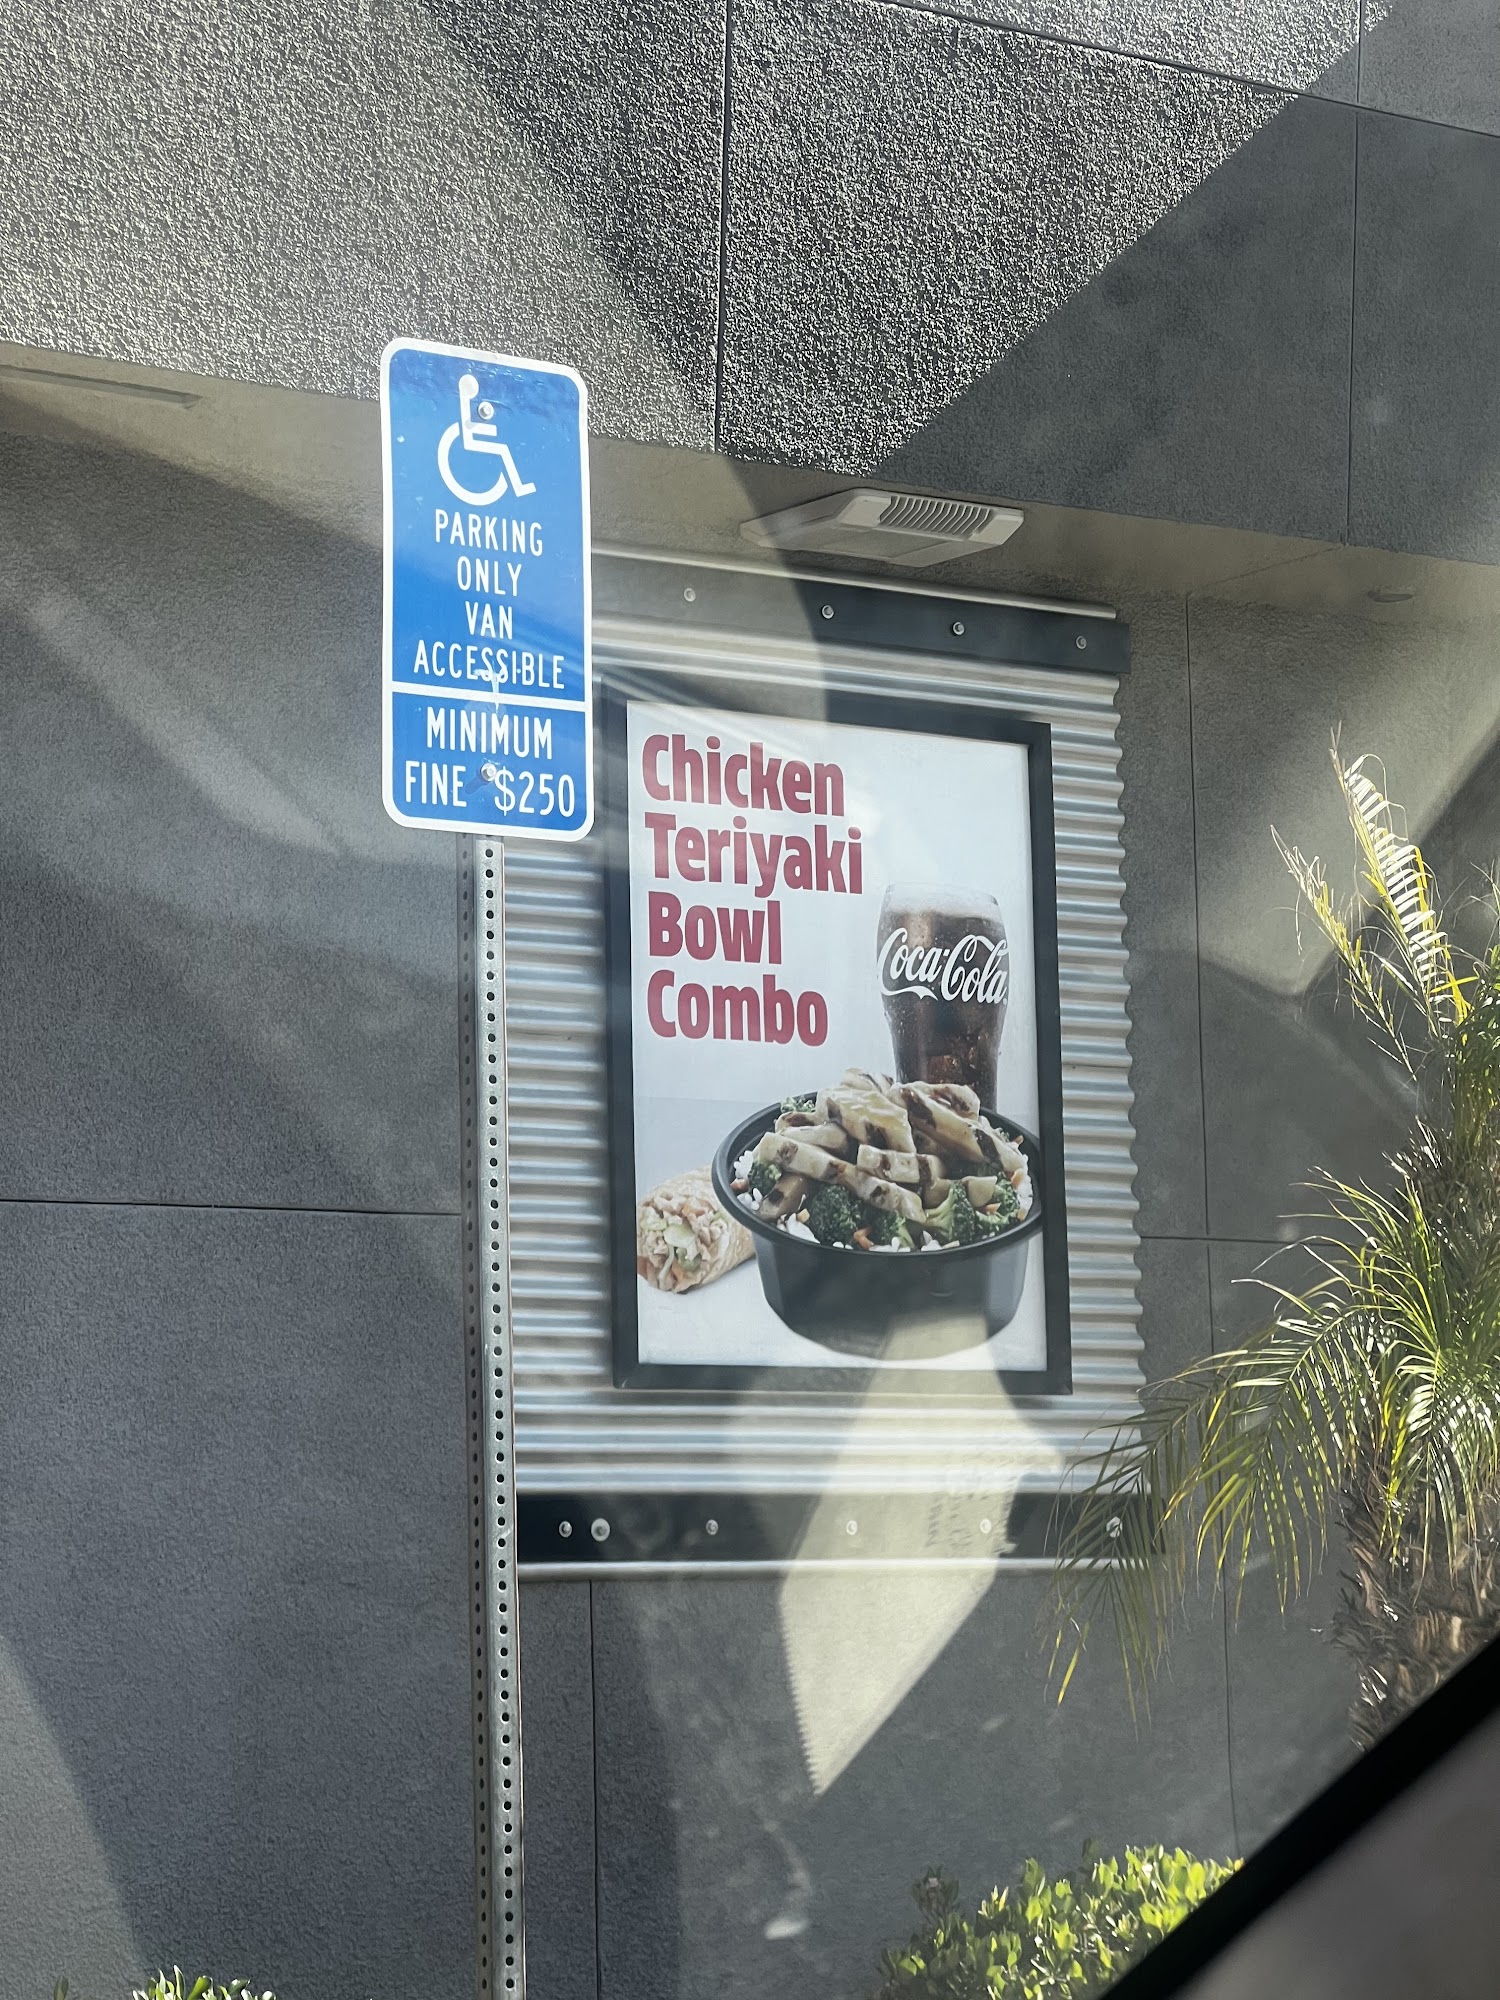 PARKING
ONLY
VAN
ACCESSIBLE
MINIMUM
FINE $250
Chicken
Teriyaki
Bowl
Combo
Coca-Cola